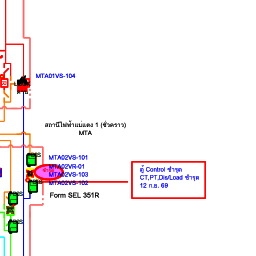 MTA01VS-104
สถานีไฟฟ้าแม่แตง 1 (ชั่วคราว)
MTA
MTA02VS-101
MTA02VR-01
MTA02VS-103
MTA02VS-102
ตู้ Control ชำรุด
CT,PT,Dis/Load ชำรุด
12 ก.ย. 69
Form SEL 351R